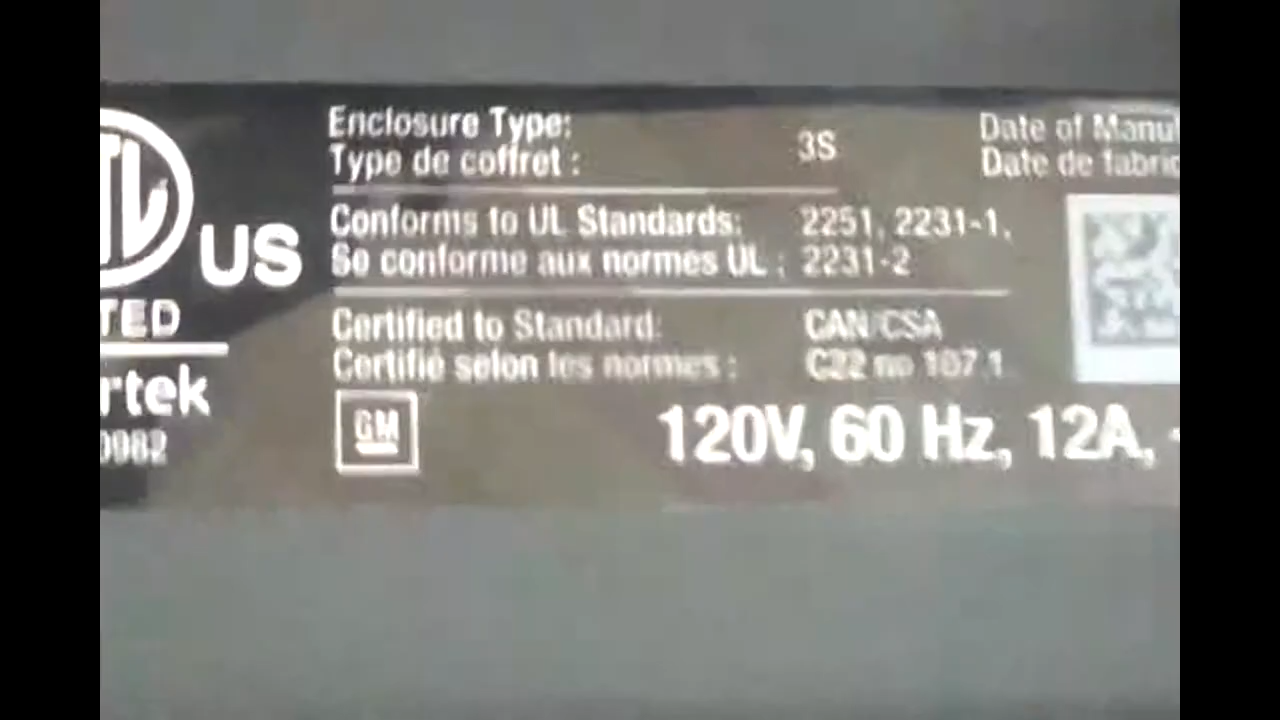 US
TED
rtek
0982
Enclosure Type:
Type de coffret :
3S
Conforms to UL Standards:
Se conforme aux normes UL :
2251, 2231-1,
2231-2
Certified to Standard:
Certifié selon les normes :
CAN/CSA
C22 no 107.1
GM
120V, 60 Hz, 12A,
Date of Manu
Date de fabric